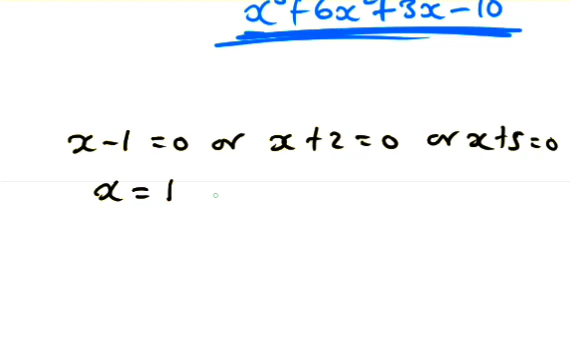 x³+6x²+3x-10
x-1=0 or x+2=0 or x+5=0
x=1